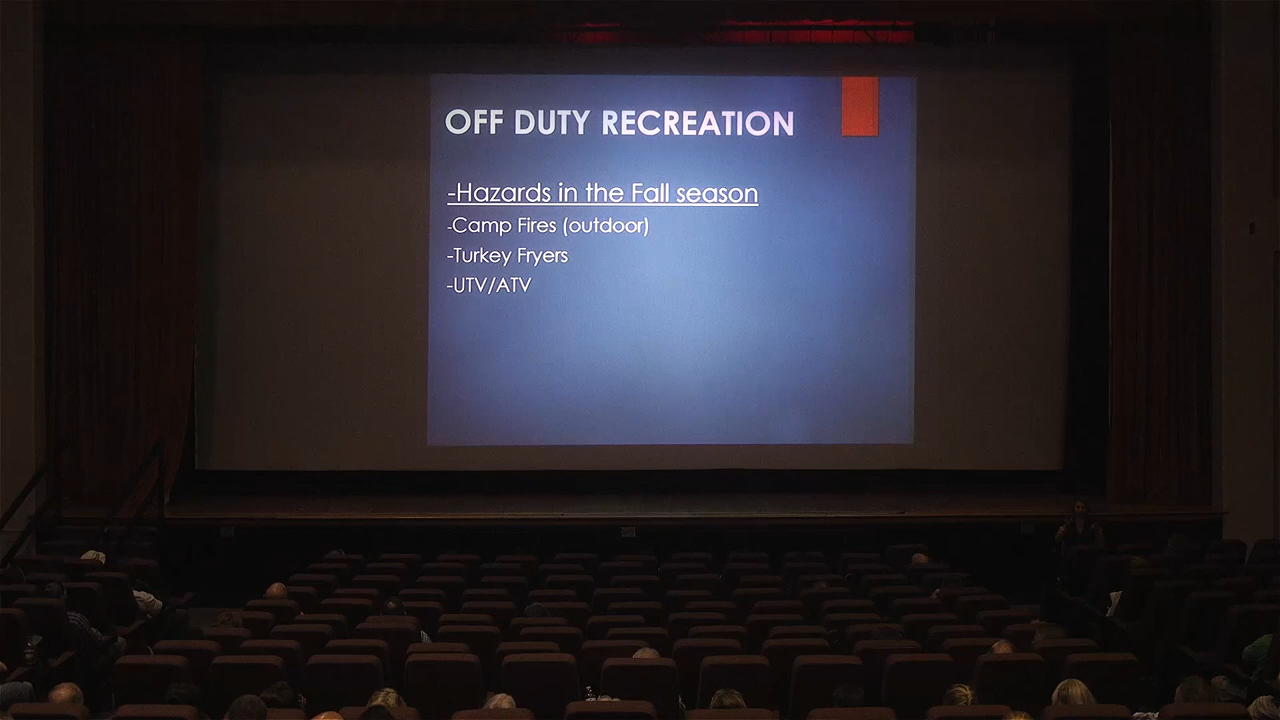 OFF DUTY RECREATION
-Hazards in the Fall season
-Camp Fires (outdoor)
-Turkey Fryers
-UTV/ATV